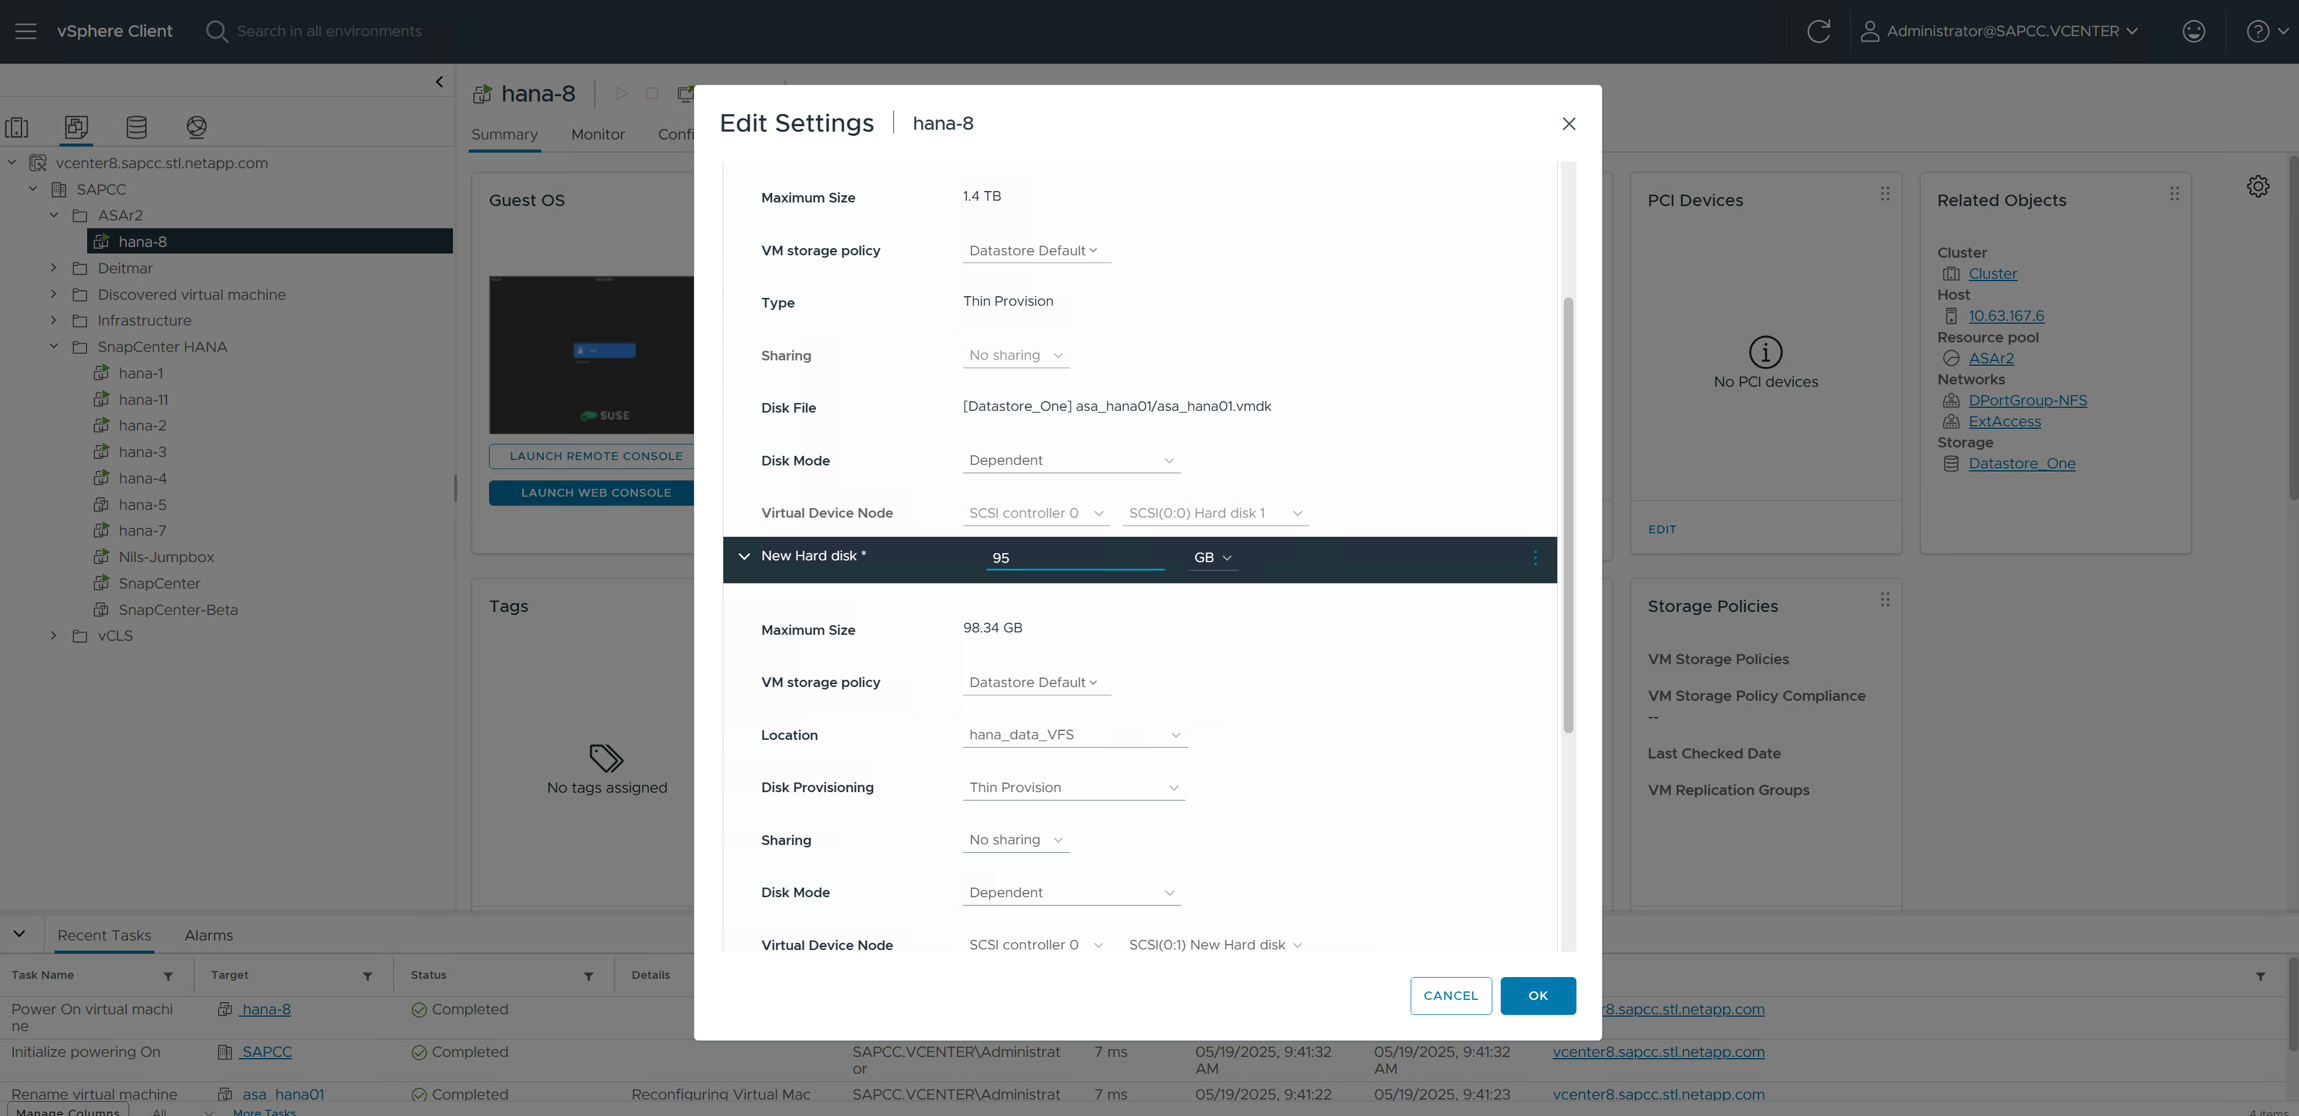 vSphere Client
Search in all environments
Administrator@SAPCC.VCENTER
vcenter8.sapcc.stl.netapp.com
SAPCC
ASAr2
hana-8
Deitmar
Discovered virtual machine
Infrastructure
SnapCenter HANA
hana-1
hana-11
hana-2
hana-3
hana-4
hana-5
hana-7
Nils-Jumpbox
SnapCenter
SnapCenter-Beta
vCLS
hana-8
Summary Monitor Confi
Guest OS
SUSE
LAUNCH REMOTE CONSOLE
LAUNCH WEB CONSOLE
Tags
No tags assigned
Edit Settings hana-8
Maximum Size 1.4 TB
VM storage policy Datastore Default
Type Thin Provision
Sharing No sharing
Disk File [Datastore_One] asa_hana01/asa_hana01.vmdk
Disk Mode Dependent
Virtual Device Node SCSI controller 0 SCSI(0:0) Hard disk 1
New Hard disk * 95 GB
Maximum Size 98.34 GB
VM storage policy Datastore Default
Location hana_data_VFS
Disk Provisioning Thin Provision
Sharing No sharing
Disk Mode Dependent
Virtual Device Node SCSI controller 0 SCSI(0:1) New Hard disk
CANCEL OK
PCI Devices
No PCI devices
EDIT
Related Objects
Cluster
Cluster
Host
10.63.167.6
Resource pool
ASAr2
Networks
DPortGroup-NFS
ExtAccess
Storage
Datastore_One
Storage Policies
VM Storage Policies
VM Storage Policy Compliance
--
Last Checked Date
VM Replication Groups
Recent Tasks Alarms
Task Name Target Status Details
Power On virtual machi
ne
hana-8 Completed r8.sapcc.stl.netapp.com
Initialize powering On SAPCC Completed SAPCC.VCENTER\Administrat
or
7 ms 05/19/2025, 9:41:32
AM
05/19/2025, 9:41:32
AM
vcenter8.sapcc.stl.netapp.com
Rename virtual machine asa_hana01 Completed Reconfiguring Virtual Mac SAPCC.VCENTER\Administrat 7 ms 05/19/2025, 9:41:22 05/19/2025, 9:41:23 vcenter8.sapcc.stl.netapp.com
Manage Columns All More Tasks 4 items